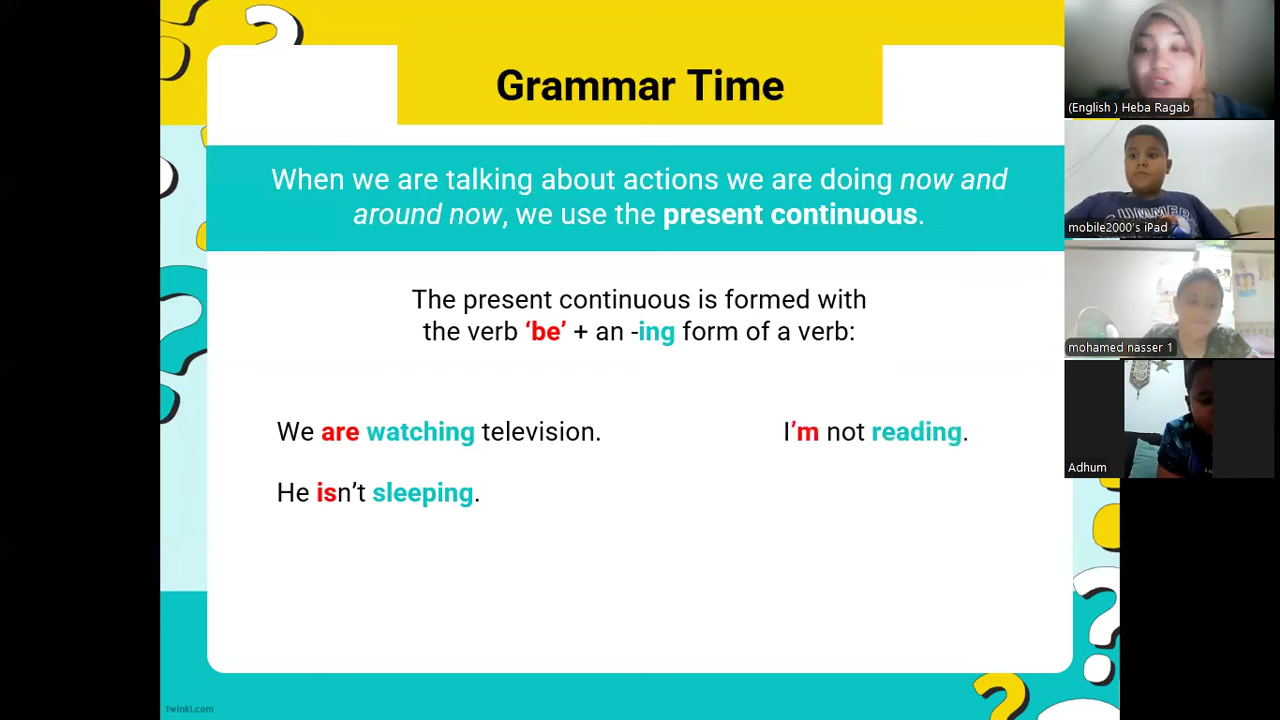 Grammar Time
When we are talking about actions we are doing now and
around now, we use the present continuous.
The present continuous is formed with
the verb ‘be’ + an -ing form of a verb:
We are watching television.
I’m not reading.
He isn’t sleeping.
twinkl.com
(English ) Heba Ragab
SUMMER
mobile2000's iPad
mohamed nasser 1
Adhum